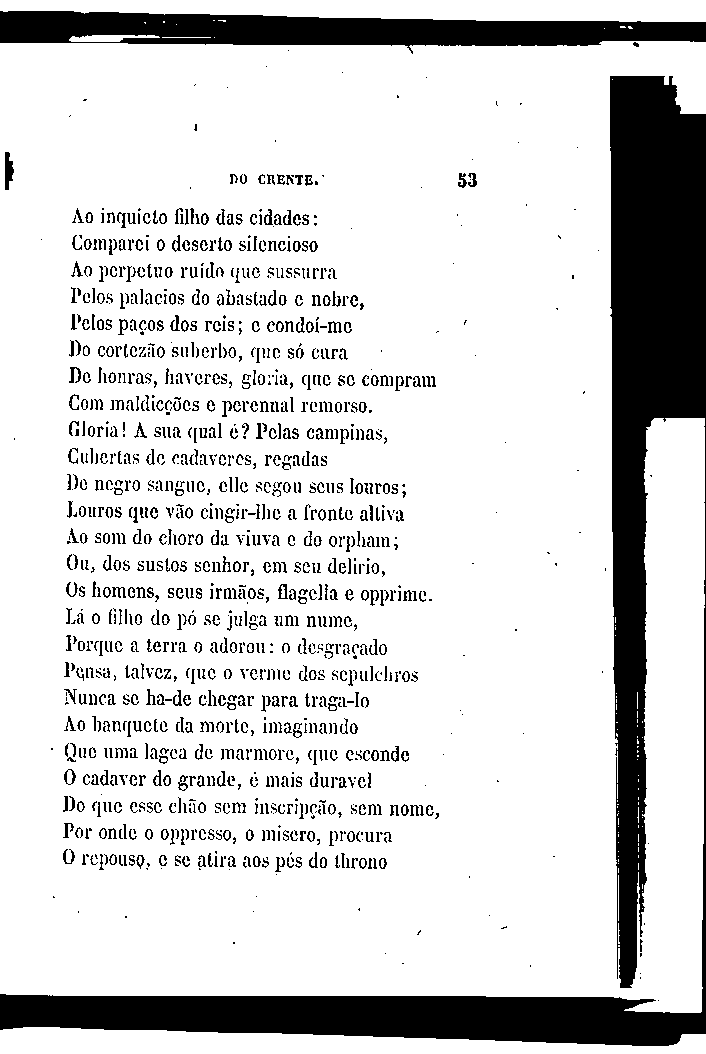 DO CRENTE. 53
Ao inquieto filho das cidades:
Comparei o deserto silencioso
Ao perpetuo ruído que sussurra
Pelos palacios do abastado e nobre,
Pelos paços dos reis; e condoí-me
Do cortezão suberbo, que só cura
De honras, haveres, gloria, que se compram
Com maldicções e perennal remorso.
Gloria! A sua qual é? Pelas campinas,
Cubertas de cadaveres, regadas
De negro sangue, elle segou seus louros;
Louros que vão cingir-lhe a fronte altiva
Ao som do choro da viuva e do orpham;
Ou, dos sustos senhor, em seu delirio,
Os homens, seus irmãos, flagella e opprime.
Lá o filho do pó se julga um nume,
Porque a terra o adorou: o desgraçado
Pensa, talvez, que o verme dos sepulchros
Nunca se ha-de chegar para traga-lo
Ao banquete da morte, imaginando
Que uma lagea de marmore, que esconde
O cadaver do grande, é mais duravel
Do que esse chão sem inscripção, sem nome,
Por onde o oppresso, o misero, procura
O repouso, e se atira aos pés do throno